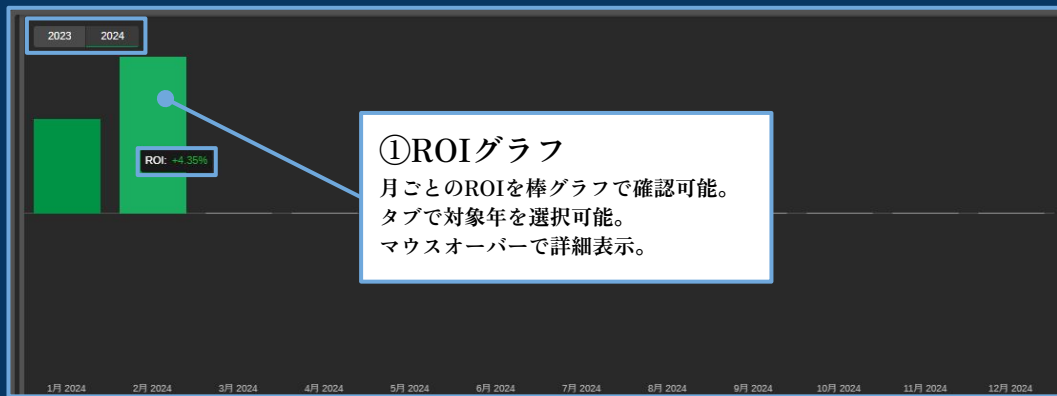 2023 2024
ROI: +4.35%
①ROIグラフ
月ごとのROIを棒グラフで確認可能。
タブで対象年を選択可能。
マウスオーバーで詳細表示。
1月 2024 2月 2024 3月 2024 4月 2024 5月 2024 6月 2024 7月 2024 8月 2024 9月 2024 10月 2024 11月 2024 12月 2024